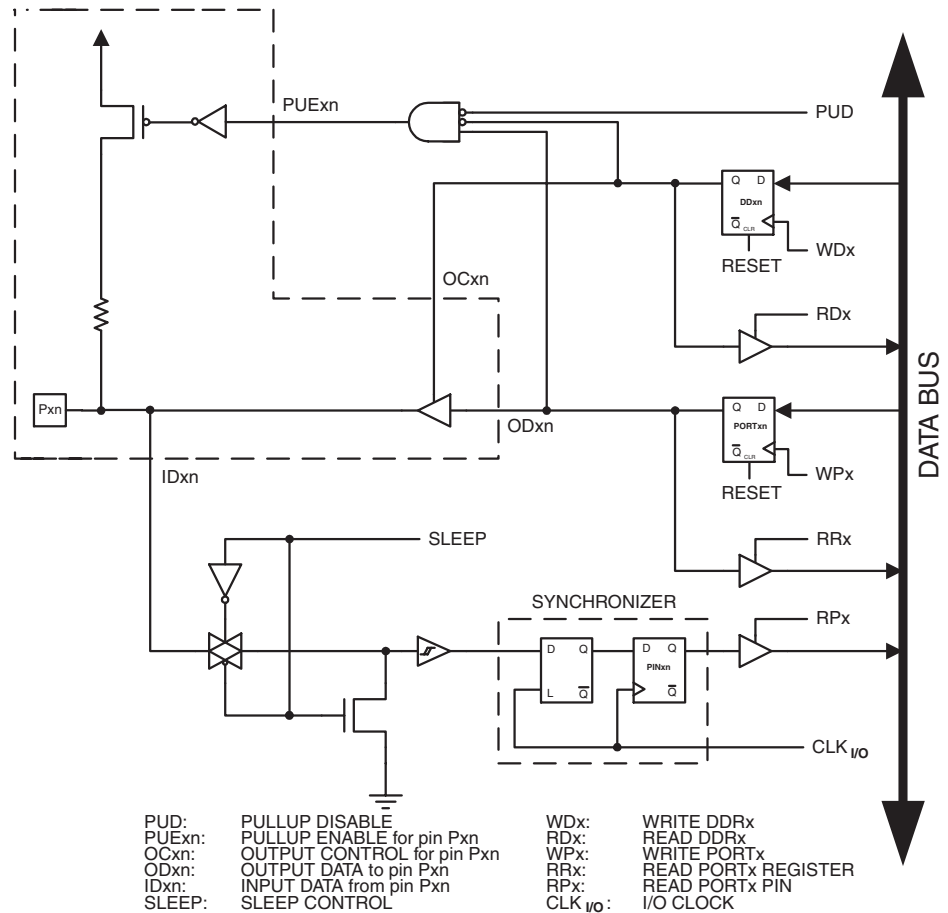 PUExn
PUD
Q D
DDxn
Q CLR
WDx
RESET
OCxn
RDx
DATA BUS
Pxn
ODxn
Q D
PORTxn
Q CLR
WPx
RESET
IDxn
SLEEP
RRx
SYNCHRONIZER
RPx
D Q
L Q
D Q
PINxn
Q
CLK I/O
PUD: PULLUP DISABLE
PUExn: PULLUP ENABLE for pin Pxn
OCxn: OUTPUT CONTROL for pin Pxn
ODxn: OUTPUT DATA to pin Pxn
IDxn: INPUT DATA from pin Pxn
SLEEP: SLEEP CONTROL
WDx: WRITE DDRx
RDx: READ DDRx
WPx: WRITE PORTx
RRx: READ PORTx REGISTER
RPx: READ PORTx PIN
CLK I/O : I/O CLOCK